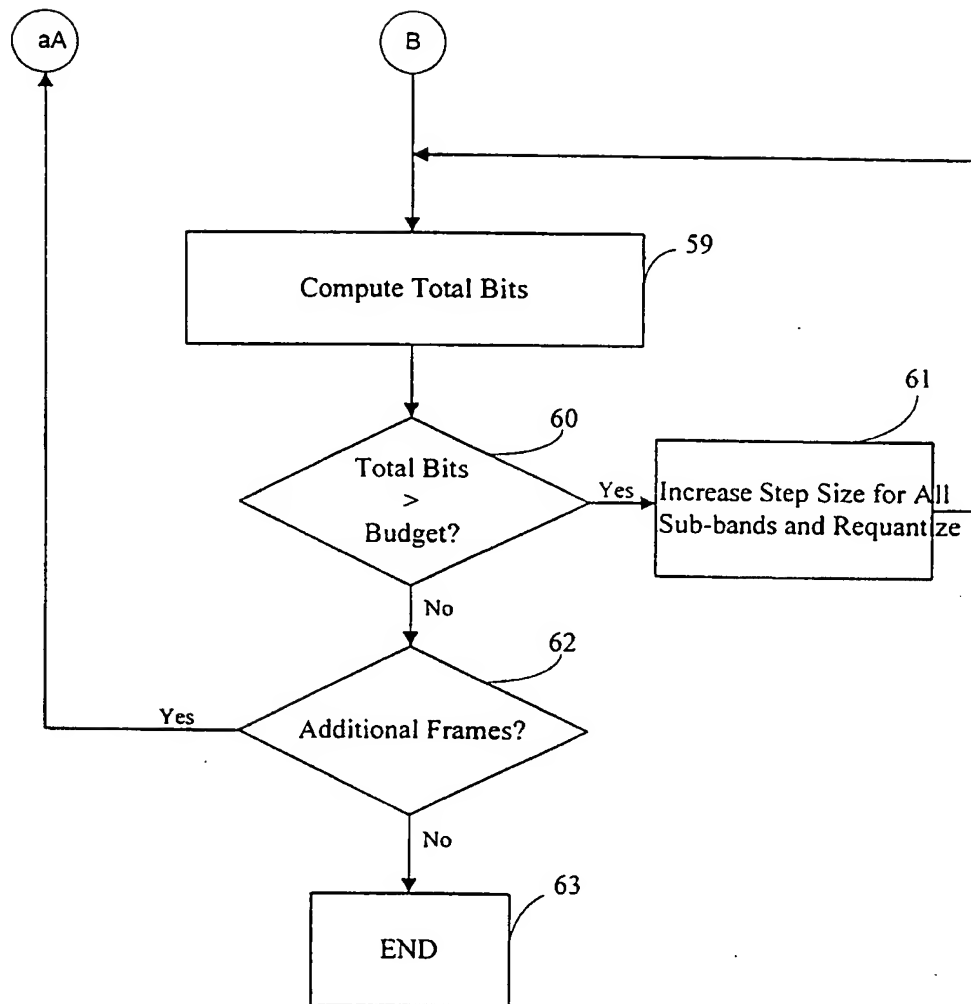 aA
B
59
Compute Total Bits
60
Total Bits
>
Budget?
Yes
61
Increase Step Size for All
Sub-bands and Requantize
No
62
Additional Frames?
Yes
No
63
END